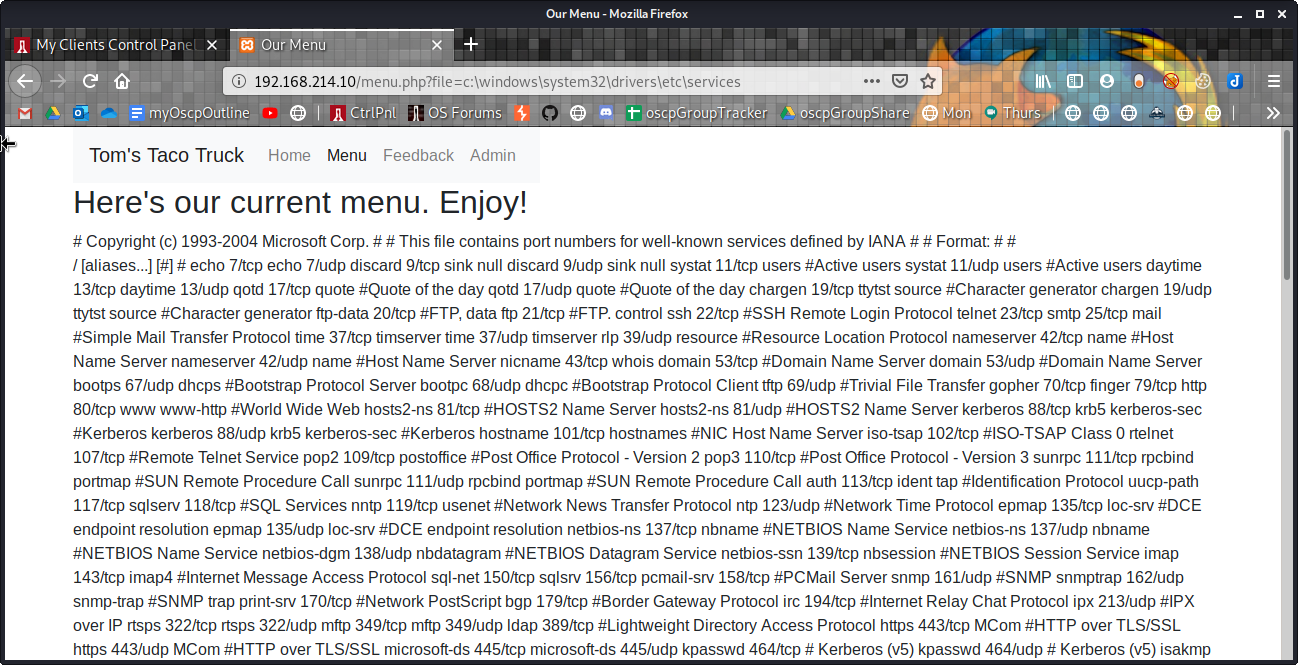 Our Menu - Mozilla Firefox
My Clients Control Panel
Our Menu
192.168.214.10/menu.php?file=c:\windows\system32\drivers\etc\services
myOscpOutline CtrlPnl OS Forums oscpGroupTracker oscpGroupShare Mon Thurs
Tom's Taco Truck Home Menu Feedback Admin
Here's our current menu. Enjoy!
# Copyright (c) 1993-2004 Microsoft Corp. # # This file contains port numbers for well-known services defined by IANA # # Format: # #
/ [aliases...] [#] # echo 7/tcp echo 7/udp discard 9/tcp sink null discard 9/udp sink null systat 11/tcp users #Active users systat 11/udp users #Active users daytime
13/tcp daytime 13/udp qotd 17/tcp quote #Quote of the day qotd 17/udp quote #Quote of the day chargen 19/tcp ttytst source #Character generator chargen 19/udp
ttytst source #Character generator ftp-data 20/tcp #FTP, data ftp 21/tcp #FTP. control ssh 22/tcp #SSH Remote Login Protocol telnet 23/tcp smtp 25/tcp mail
#Simple Mail Transfer Protocol time 37/tcp timserver time 37/udp timserver rlp 39/udp resource #Resource Location Protocol nameserver 42/tcp name #Host
Name Server nameserver 42/udp name #Host Name Server nicname 43/tcp whois domain 53/tcp #Domain Name Server domain 53/udp #Domain Name Server
bootps 67/udp dhcps #Bootstrap Protocol Server bootpc 68/udp dhcpc #Bootstrap Protocol Client tftp 69/udp #Trivial File Transfer gopher 70/tcp finger 79/tcp http
80/tcp www www-http #World Wide Web hosts2-ns 81/tcp #HOSTS2 Name Server hosts2-ns 81/udp #HOSTS2 Name Server kerberos 88/tcp krb5 kerberos-sec
#Kerberos kerberos 88/udp krb5 kerberos-sec #Kerberos hostname 101/tcp hostnames #NIC Host Name Server iso-tsap 102/tcp #ISO-TSAP Class 0 rtelnet
107/tcp #Remote Telnet Service pop2 109/tcp postoffice #Post Office Protocol - Version 2 pop3 110/tcp #Post Office Protocol - Version 3 sunrpc 111/tcp rpcbind
portmap #SUN Remote Procedure Call sunrpc 111/udp rpcbind portmap #SUN Remote Procedure Call auth 113/tcp ident tap #Identification Protocol uucp-path
117/tcp sqlserv 118/tcp #SQL Services nntp 119/tcp usenet #Network News Transfer Protocol ntp 123/udp #Network Time Protocol epmap 135/tcp loc-srv #DCE
endpoint resolution epmap 135/udp loc-srv #DCE endpoint resolution netbios-ns 137/tcp nbname #NETBIOS Name Service netbios-ns 137/udp nbname
#NETBIOS Name Service netbios-dgm 138/udp nbdatagram #NETBIOS Datagram Service netbios-ssn 139/tcp nbsession #NETBIOS Session Service imap
143/tcp imap4 #Internet Message Access Protocol sql-net 150/tcp sqlsrv 156/tcp pcmail-srv 158/tcp #PCMail Server snmp 161/udp #SNMP snmptrap 162/udp
snmp-trap #SNMP trap print-srv 170/tcp #Network PostScript bgp 179/tcp #Border Gateway Protocol irc 194/tcp #Internet Relay Chat Protocol ipx 213/udp #IPX
over IP rtsps 322/tcp rtsps 322/udp mftp 349/tcp mftp 349/udp ldap 389/tcp #Lightweight Directory Access Protocol https 443/tcp MCom #HTTP over TLS/SSL
https 443/udp MCom #HTTP over TLS/SSL microsoft-ds 445/tcp microsoft-ds 445/udp kpasswd 464/tcp # Kerberos (v5) kpasswd 464/udp # Kerberos (v5) isakmp